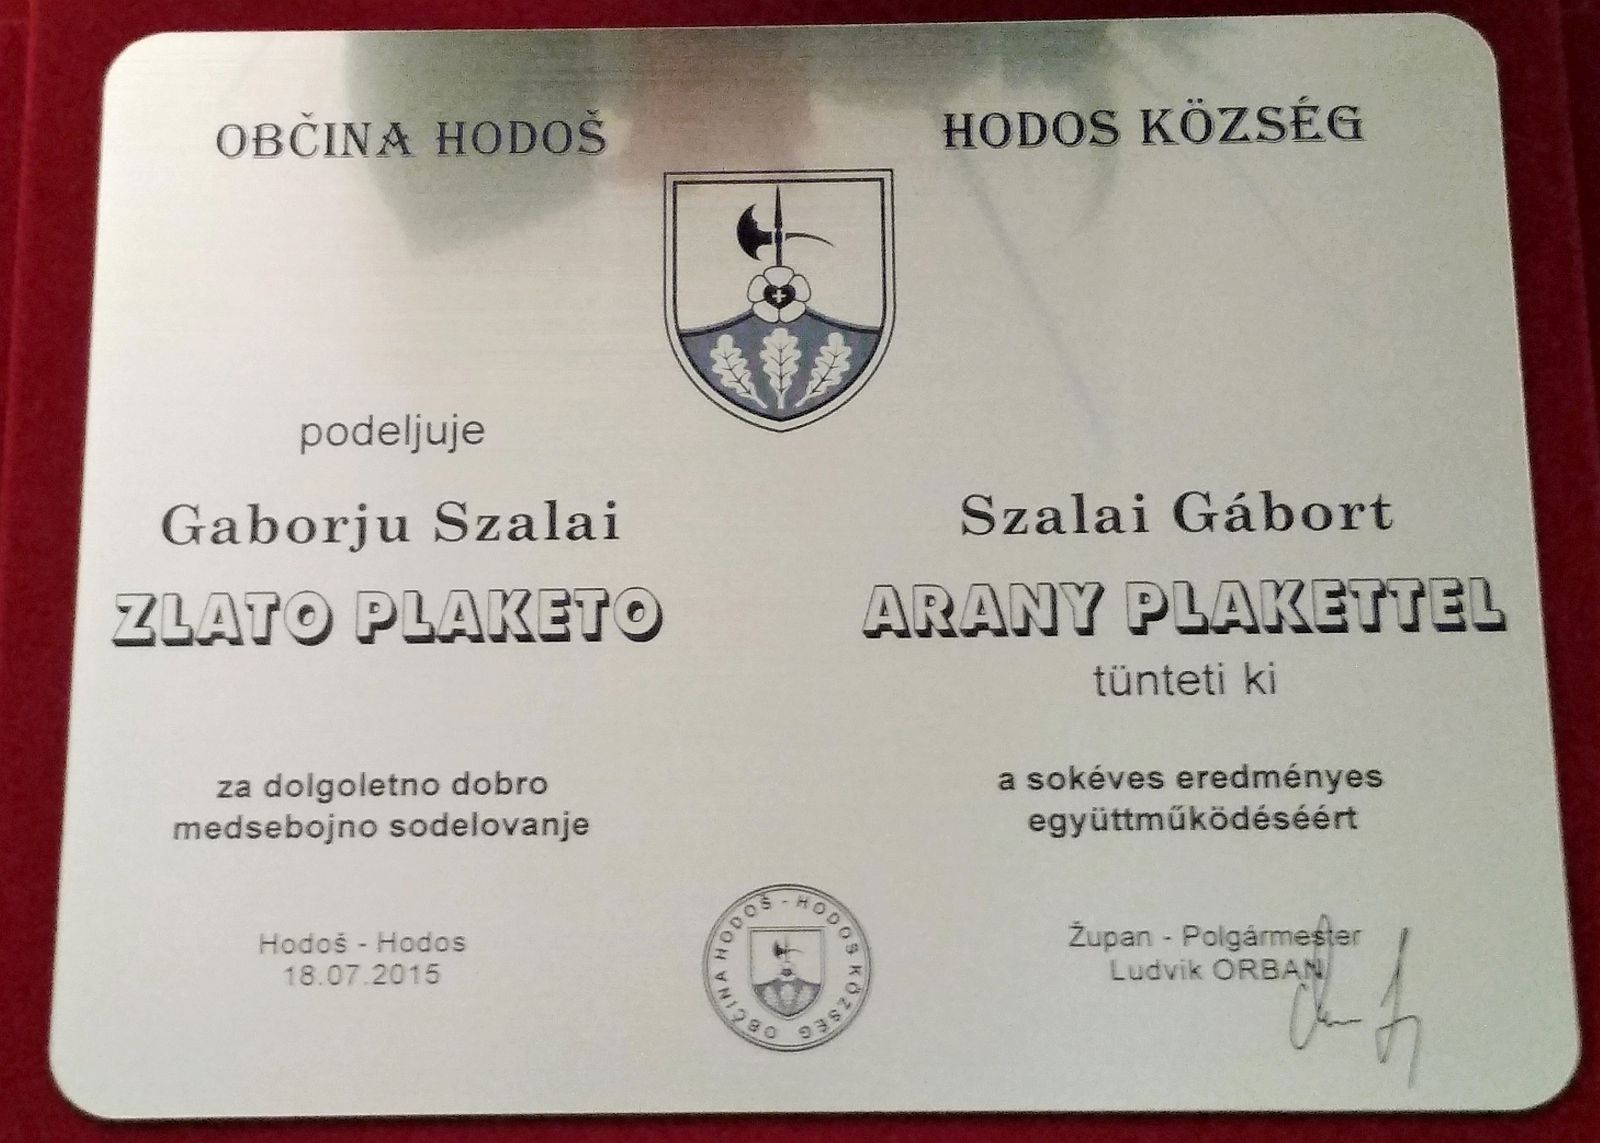 OBČINA HODOŠ
HODOS KÖZSÉG
podeljuje
Gaborju Szalai
ZLATO PLAKETO
za dolgoletno dobro
medsebojno sodelovanje
Hodoš - Hodos
18.07.2015
Szalai Gábort
ARANY PLAKETTEL
tünteti ki
a sokéves eredményes
együttműködéséért
Župan - Polgármester
Ludvik ORBAN
OBČINA HODOŠ - HODOS KÖZSÉG